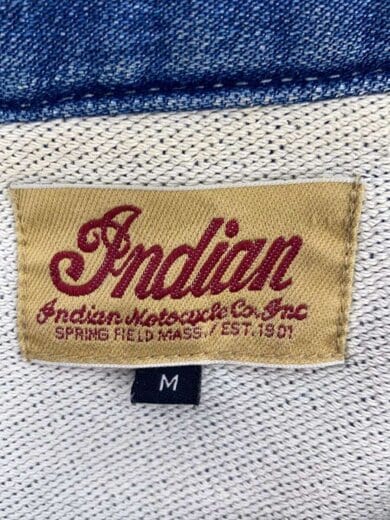 Indian
Indian Motocycle Co. Inc
SPRING FIELD MASS. / EST. 1901
M